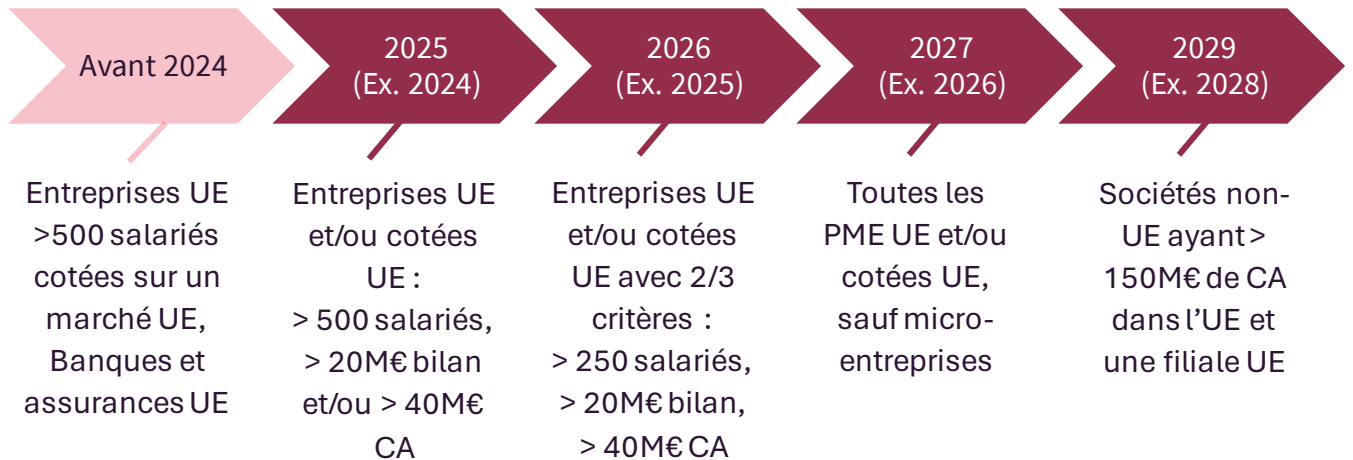 Avant 2024
2025
(Ex. 2024)
2026
(Ex. 2025)
2027
(Ex. 2026)
2029
(Ex. 2028)
Entreprises UE
>500 salariés
cotées sur un
marché UE,
Banques et
assurances UE
Entreprises UE
et/ou cotées
UE :
> 500 salariés,
> 20M€ bilan
et/ou > 40M€
CA
Entreprises UE
et/ou cotées
UE avec 2/3
critères :
> 250 salariés,
> 20M€ bilan,
> 40M€ CA
Toutes les
PME UE et/ou
cotées UE,
sauf micro-
entreprises
Sociétés non-
UE ayant >
150M€ de CA
dans l’UE et
une filiale UE